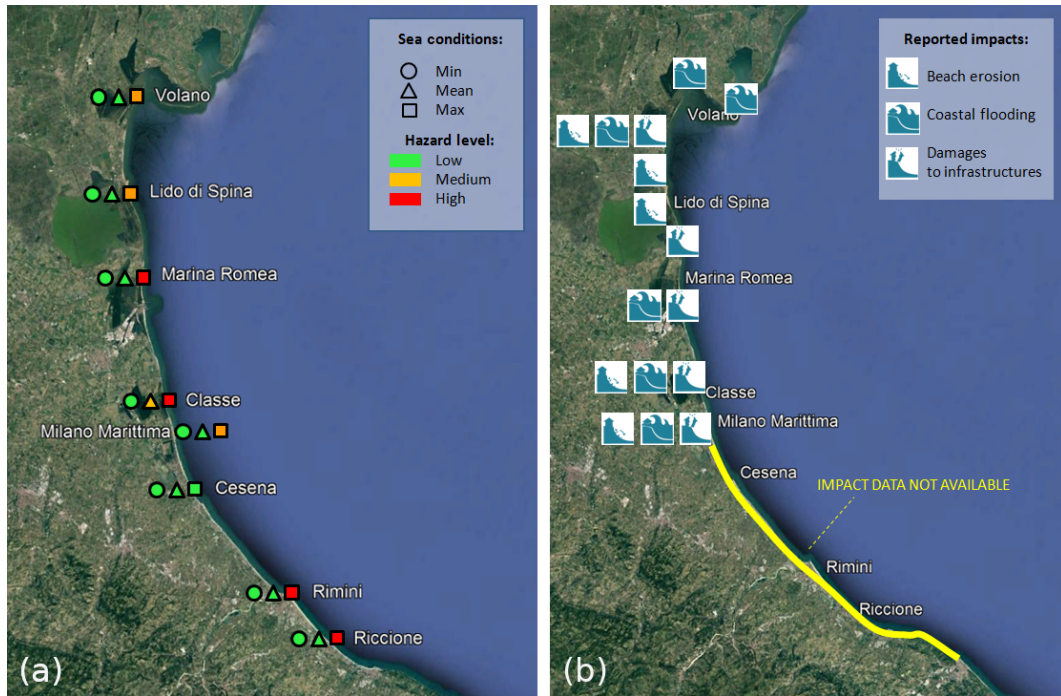 Sea conditions:
Min
Mean
Max
Hazard level:
Low
Medium
High
Volano
Lido di Spina
Marina Romea
Classe
Milano Marittima
Cesena
Rimini
Riccione
(a)
Reported impacts:
Beach erosion
Coastal flooding
Damages
to infrastructures
Volano
Lido di Spina
Marina Romea
Classe
Milano Marittima
Cesena
IMPACT DATA NOT AVAILABLE
Rimini
Riccione
(b)